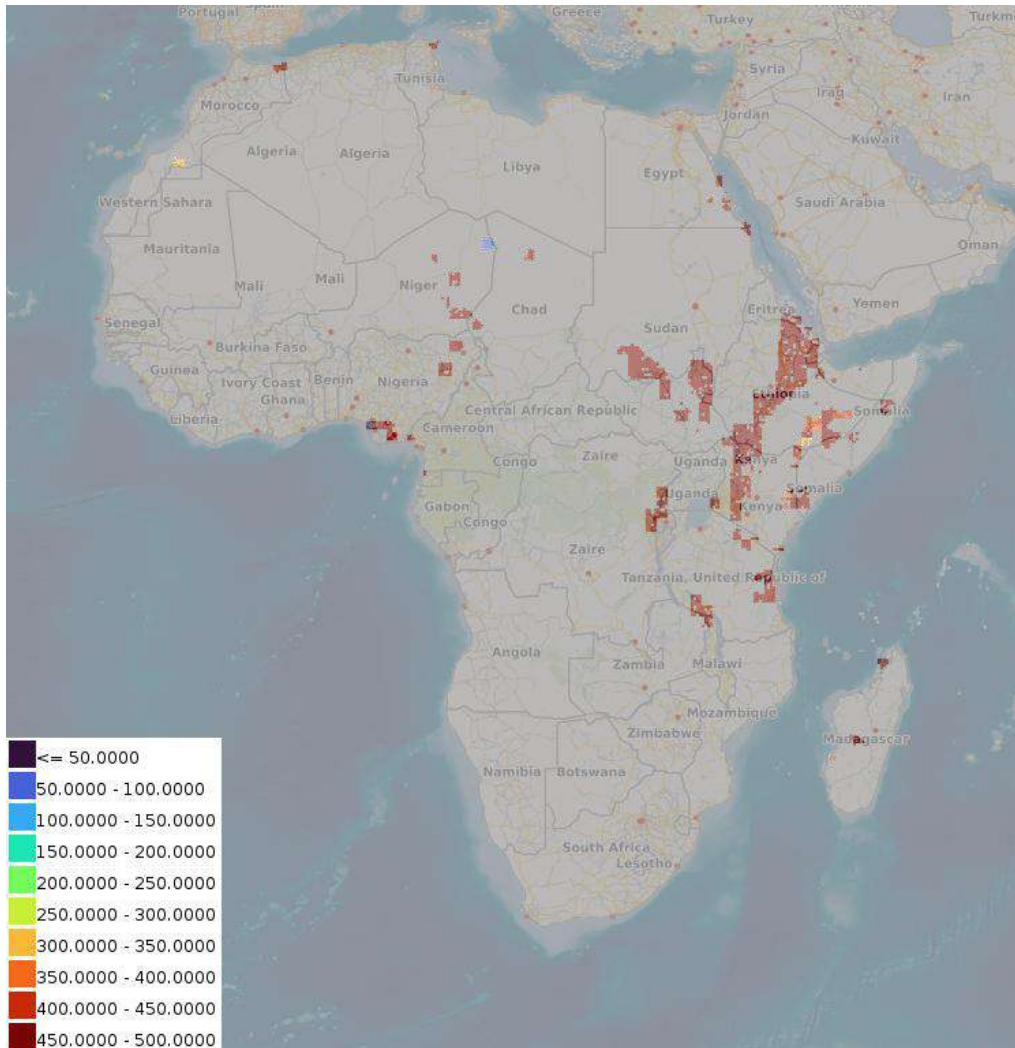 Portugal
Spain
Greece
Turkey
Turkm
Tunisia
Syria
Iraq
Iran
Morocco
Jordan
Kuwait
Algeria
Algeria
Libya
Egypt
Western Sahara
Saudi Arabia
Mauritania
Oman
Mali
Mali
Niger
Chad
Eritrea
Yemen
Senegal
Sudan
Burkina Faso
Guinea
Ivory Coast
Benin
Nigeria
Ethiopia
Ghana
Somalia
Liberia
Central African Republic
Cameroon
Congo
Zaire
Uganda
Kenya
Uganda
Somalia
Gabon
Kenya
Congo
Zaire
Tanzania, United Republic of
Angola
Zambia
Malawi
Mozambique
Zimbabwe
Madagascar
Namibia
Botswana
South Africa
Lesotho
<= 50.0000
50.0000 - 100.0000
100.0000 - 150.0000
150.0000 - 200.0000
200.0000 - 250.0000
250.0000 - 300.0000
300.0000 - 350.0000
350.0000 - 400.0000
400.0000 - 450.0000
450.0000 - 500.0000